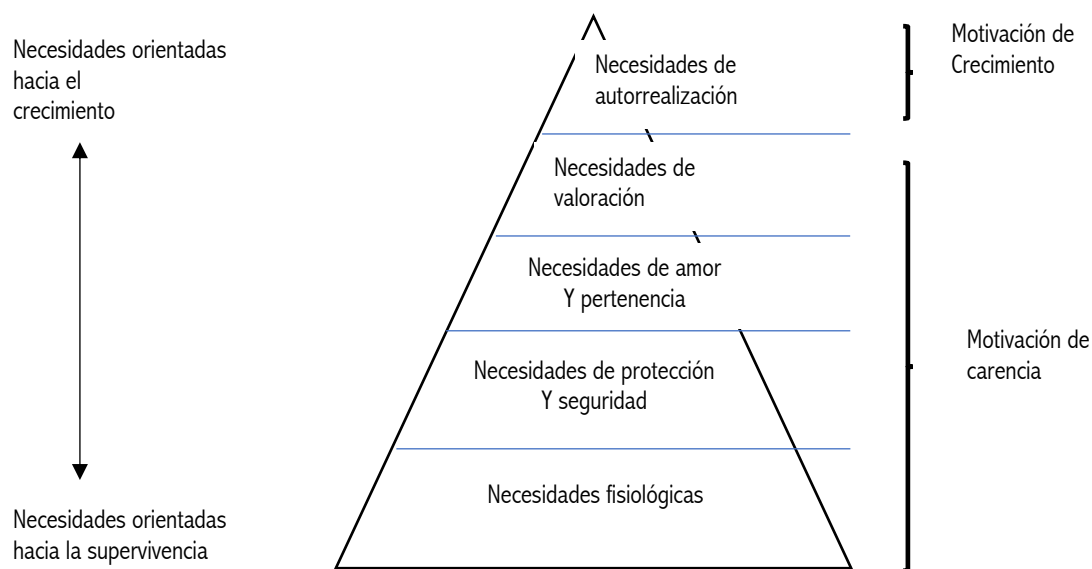 Necesidades orientadas
hacia el
crecimiento
Necesidades de
autorrealización
Motivación de
Crecimiento
Necesidades de
valoración
Necesidades de amor
Y pertenencia
Necesidades de protección
Y seguridad
Motivación de
carencia
Necesidades fisiológicas
Necesidades orientadas
hacia la supervivencia